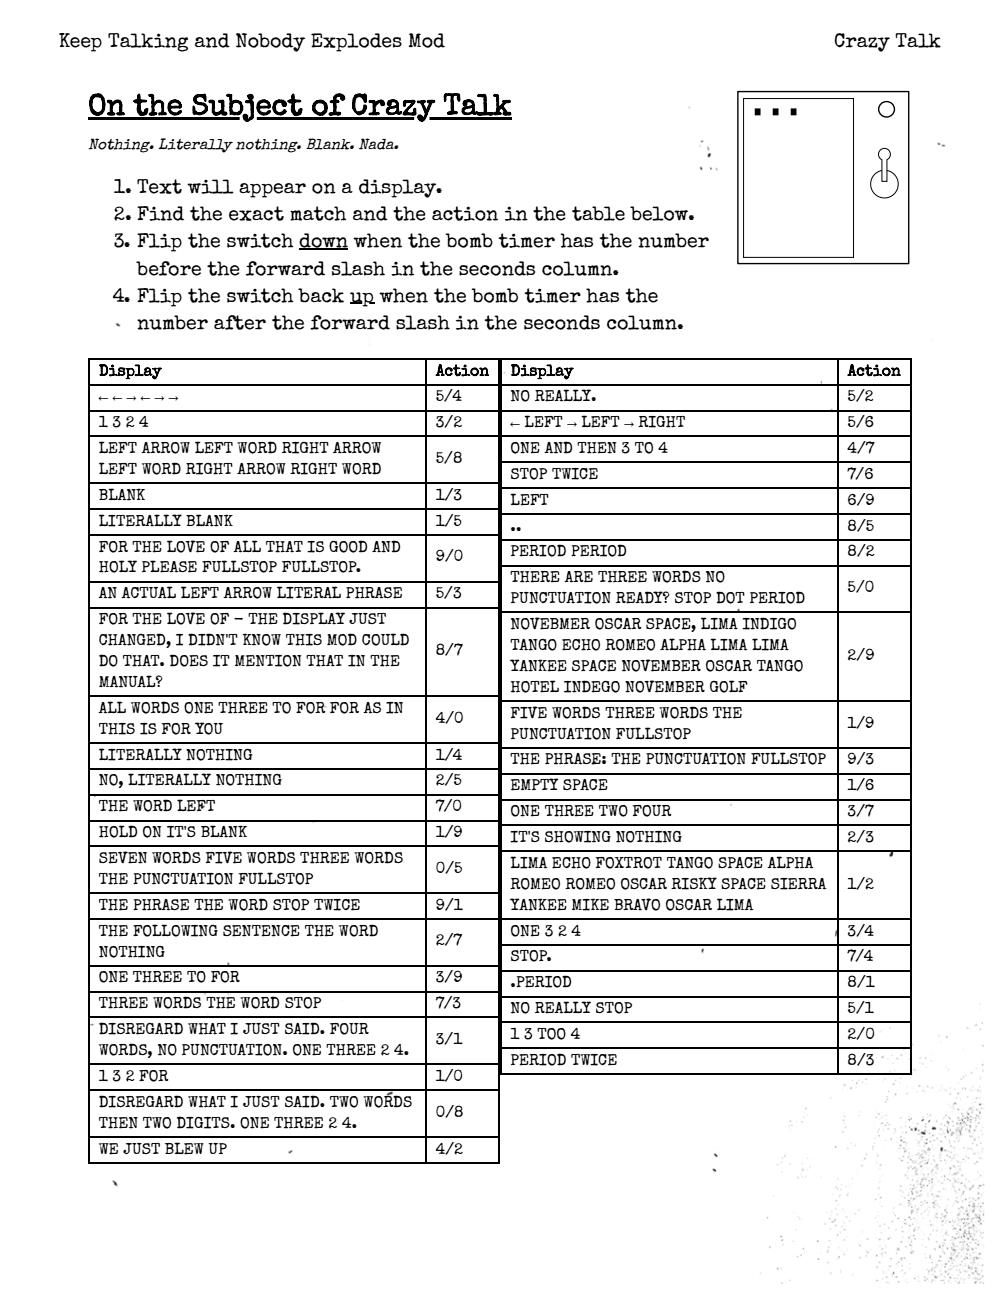 Keep Talking and Nobody Explodes Mod
Crazy Talk
On the Subject of Crazy Talk
Nothing. Literally nothing. Blank. Nada.
1. Text will appear on a display.
2. Find the exact match and the action in the table below.
3. Flip the switch down when the bomb timer has the number
before the forward slash in the seconds column.
4. Flip the switch back up when the bomb timer has the
number after the forward slash in the seconds column.
Display Action
←←→←→→ 5/4
1 3 2 4 3/2
LEFT ARROW LEFT WORD RIGHT ARROW
LEFT WORD RIGHT ARROW RIGHT WORD 5/8
BLANK 1/3
LITERALLY BLANK 1/5
FOR THE LOVE OF ALL THAT IS GOOD AND
HOLY PLEASE FULLSTOP FULLSTOP. 9/0
AN ACTUAL LEFT ARROW LITERAL PHRASE 5/3
FOR THE LOVE OF – THE DISPLAY JUST
CHANGED, I DIDN'T KNOW THIS MOD COULD
DO THAT. DOES IT MENTION THAT IN THE
MANUAL? 8/7
ALL WORDS ONE THREE TO FOR FOR AS IN
THIS IS FOR YOU 4/0
LITERALLY NOTHING 1/4
NO, LITERALLY NOTHING 2/5
THE WORD LEFT 7/0
HOLD ON IT'S BLANK 1/9
SEVEN WORDS FIVE WORDS THREE WORDS
THE PUNCTUATION FULLSTOP 0/5
THE PHRASE THE WORD STOP TWICE 9/1
THE FOLLOWING SENTENCE THE WORD
NOTHING 2/7
ONE THREE TO FOR 3/9
THREE WORDS THE WORD STOP 7/3
DISREGARD WHAT I JUST SAID. FOUR
WORDS, NO PUNCTUATION. ONE THREE 2 4. 3/1
1 3 2 FOR 1/0
DISREGARD WHAT I JUST SAID. TWO WORDS
THEN TWO DIGITS. ONE THREE 2 4. 0/8
WE JUST BLEW UP 4/2
Display Action
NO REALLY. 5/2
← LEFT → LEFT → RIGHT 5/6
ONE AND THEN 3 TO 4 4/7
STOP TWICE 7/6
LEFT 6/9
.. 8/5
PERIOD PERIOD 8/2
THERE ARE THREE WORDS NO
PUNCTUATION READY? STOP DOT PERIOD 5/0
NOVEBMER OSCAR SPACE, LIMA INDIGO
TANGO ECHO ROMEO ALPHA LIMA LIMA
YANKEE SPACE NOVEMBER OSCAR TANGO
HOTEL INDEGO NOVEMBER GOLF 2/9
FIVE WORDS THREE WORDS THE
PUNCTUATION FULLSTOP 1/9
THE PHRASE: THE PUNCTUATION FULLSTOP 9/3
EMPTY SPACE 1/6
ONE THREE TWO FOUR 3/7
IT'S SHOWING NOTHING 2/3
LIMA ECHO FOXTROT TANGO SPACE ALPHA
ROMEO ROMEO OSCAR RISKY SPACE SIERRA
YANKEE MIKE BRAVO OSCAR LIMA 1/2
ONE 3 2 4 3/4
STOP. 7/4
.PERIOD 8/1
NO REALLY STOP 5/1
1 3 TOO 4 2/0
PERIOD TWICE 8/3